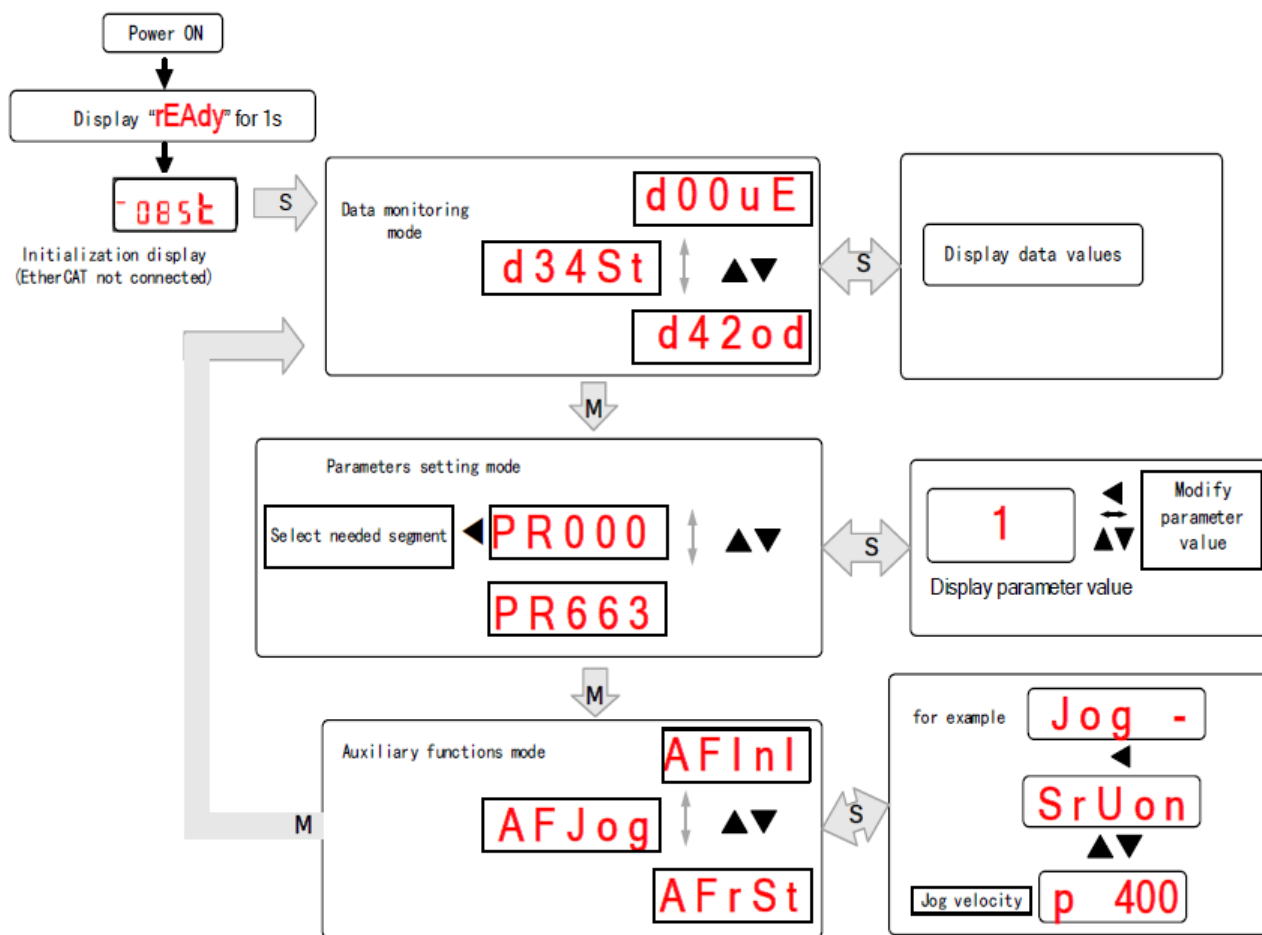 Power ON
Display “rEAdy” for 1s
-085t
S
Initialization display
(EtherCAT not connected)
Data monitoring
mode
d00uE
d34St
▲▼
d42od
S
Display data values
M
Parameters setting mode
Select needed segment
◀
PR000
▲▼
PR663
S
1
◀
▲▼
Modify
parameter
value
Display parameter value
M
Auxiliary functions mode
AFInI
AFJog
▲▼
AFrSt
M
S
for example
Jog -
◀
SrUon
▲▼
Jog velocity
p 400